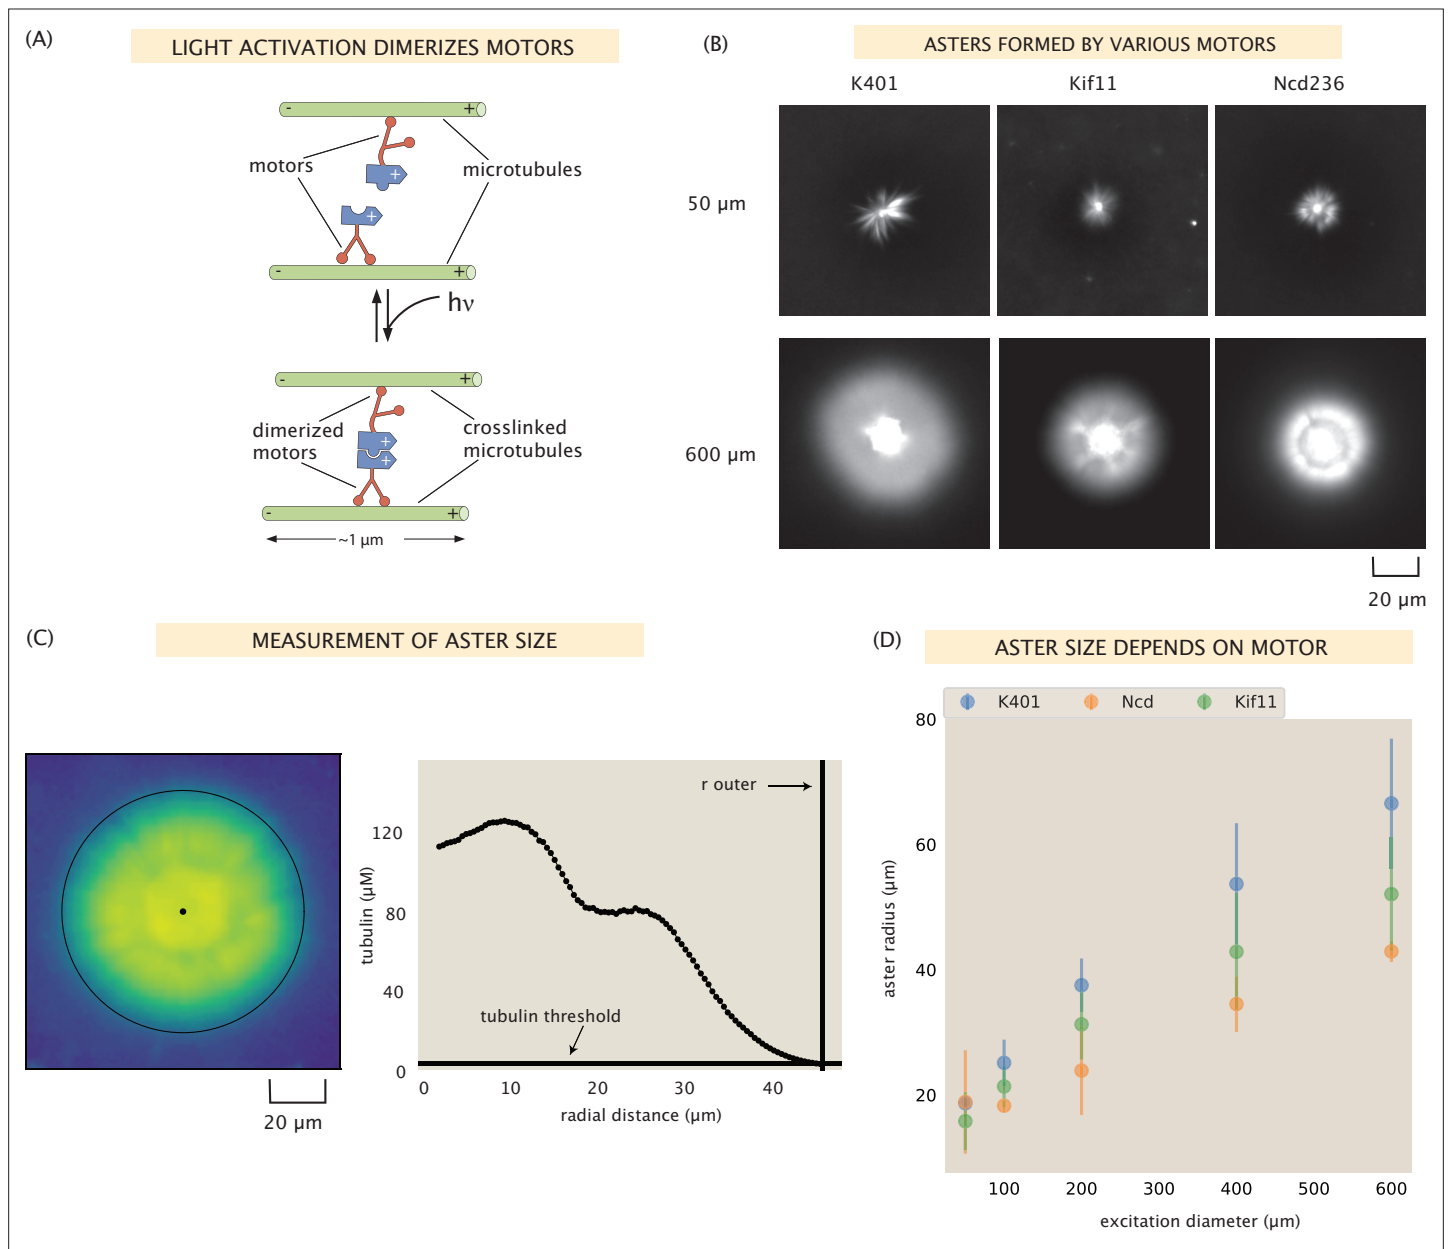 (A)
LIGHT ACTIVATION DIMERIZES MOTORS
-
+
motors
microtubules
+
+
-
+
hν
-
+
dimerized
motors
crosslinked
microtubules
+
+
-
+
~1 µm
(B)
ASTERS FORMED BY VARIOUS MOTORS
K401
Kif11
Ncd236
50 µm
600 µm
20 µm
(C)
MEASUREMENT OF ASTER SIZE
20 µm
r outer
tubulin threshold
120
80
40
0
tubulin (µM)
0 10 20 30 40
radial distance (µm)
(D)
ASTER SIZE DEPENDS ON MOTOR
K401 Ncd Kif11
80
60
40
20
aster radius (µm)
100 200 300 400 500 600
excitation diameter (µm)